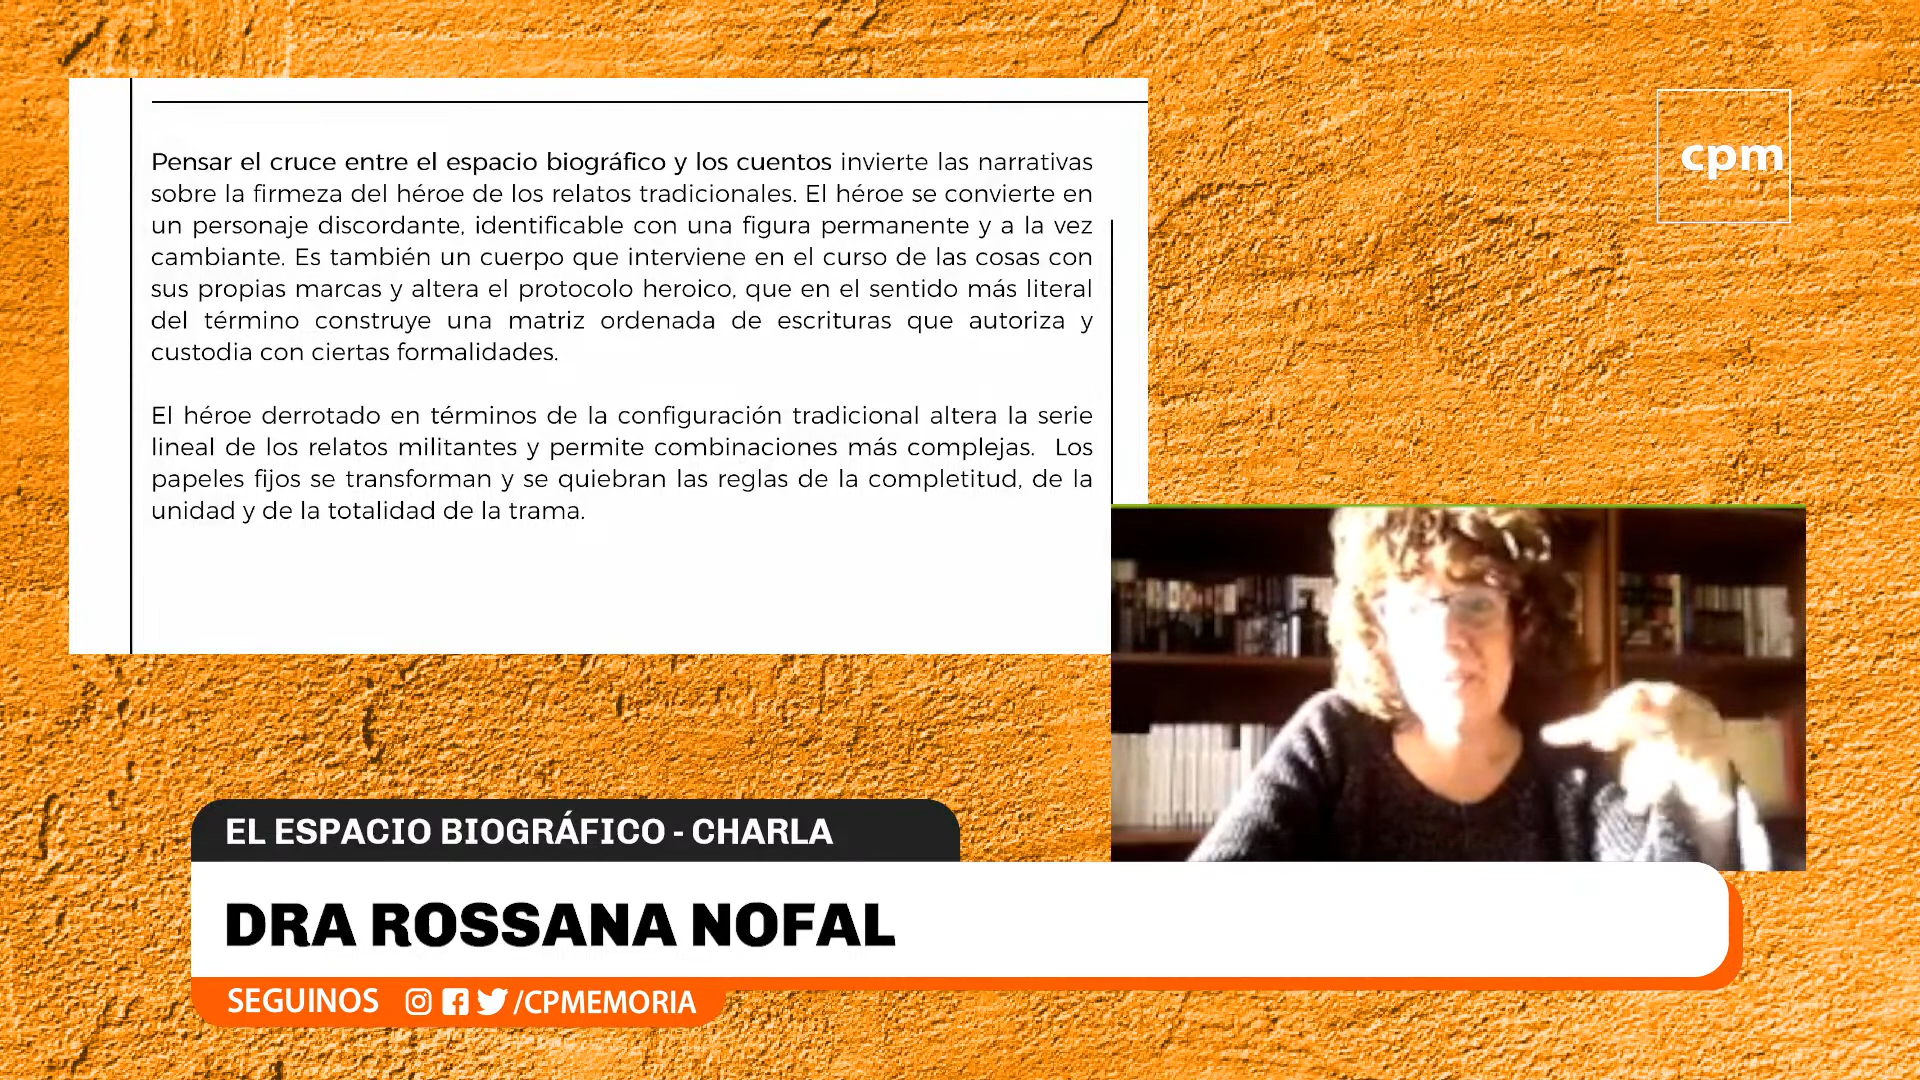 Pensar el cruce entre el espacio biográfico y los cuentos invierte las narrativas
sobre la firmeza del héroe de los relatos tradicionales. El héroe se convierte en
un personaje discordante, identificable con una figura permanente y a la vez
cambiante. Es también un cuerpo que interviene en el curso de las cosas con
sus propias marcas y altera el protocolo heroico, que en el sentido más literal
del término construye una matriz ordenada de escrituras que autoriza y
custodia con ciertas formalidades.
El héroe derrotado en términos de la configuración tradicional altera la serie
lineal de los relatos militantes y permite combinaciones más complejas. Los
papeles fijos se transforman y se quiebran las reglas de la completitud, de la
unidad y de la totalidad de la trama.
cpm
EL ESPACIO BIOGRÁFICO - CHARLA
DRA ROSSANA NOFAL
SEGUINOS /CPMEMORIA